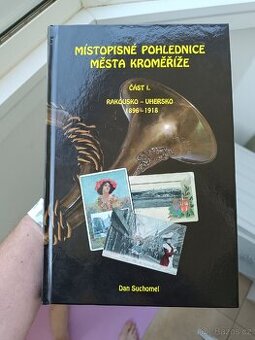 MÍSTOPISNÉ POHLEDNICE
MĚSTA KROMĚŘÍŽE
ČÁST I.
RAKOUSKO - UHERSKO
1896 - 1918
Dan Suchomel